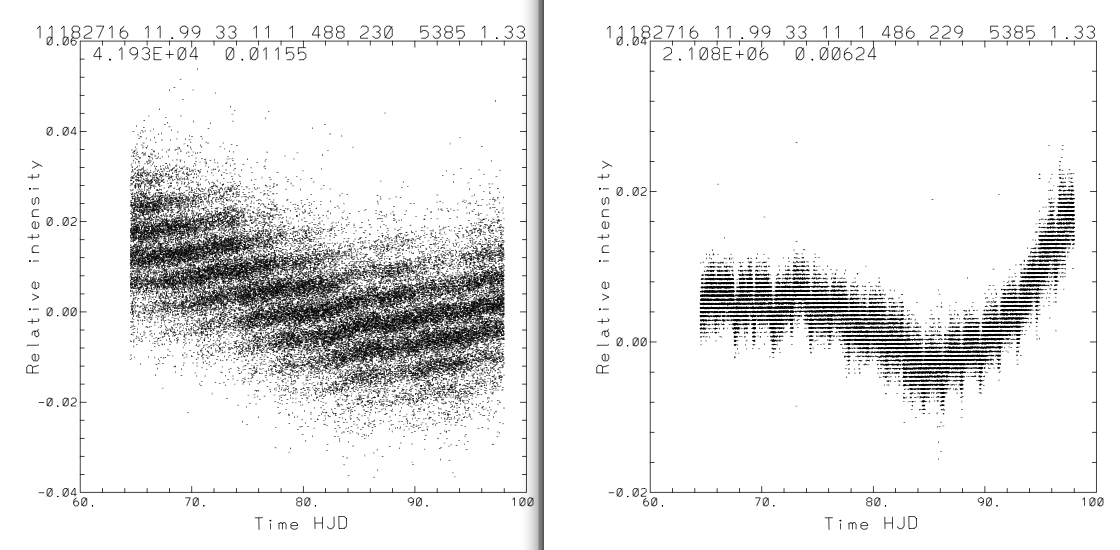 11182716 11.99 33 11 1 488 230 5385 1.33
0.06
4.193E+04 0.01155
0.04
0.02
0.00
-0.02
-0.04
Relative intensity
60. 70. 80. 90. 100
Time HJD
11182716 11.99 33 11 1 486 229 5385 1.33
0.04
2.108E+06 0.00624
0.02
0.00
-0.02
Relative intensity
60. 70. 80. 90. 100
Time HJD